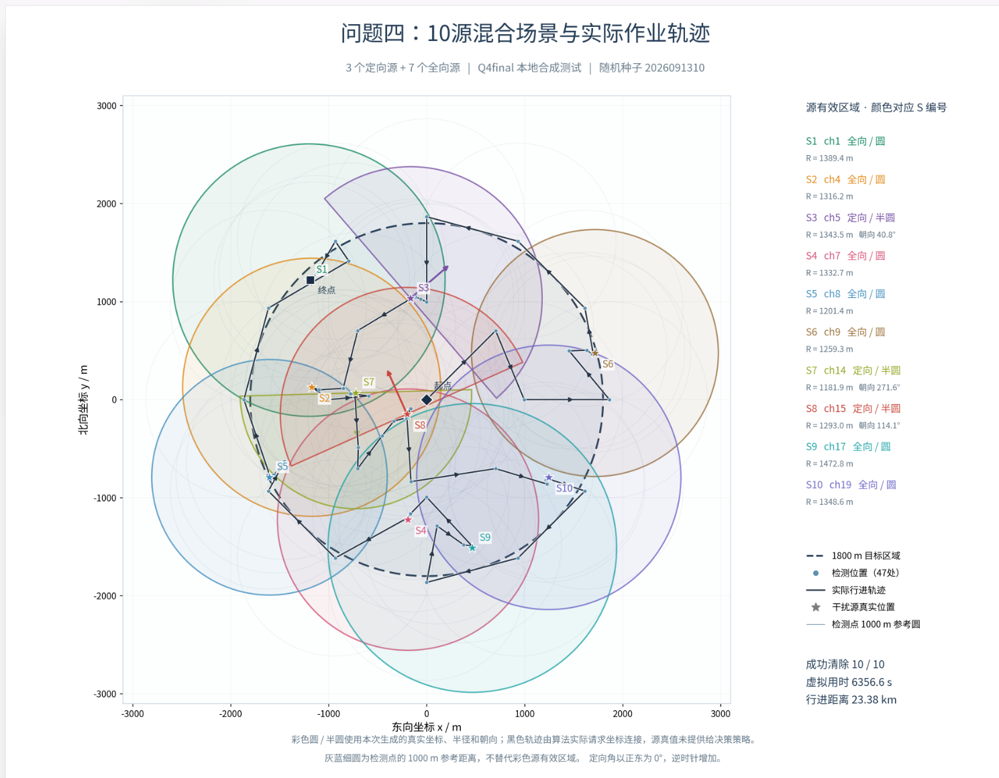 问题四：10源混合场景与实际作业轨迹
3 个定向源 + 7 个全向源 | Q4final 本地合成测试 | 随机种子 2026091310
北向坐标 y / m
3000
2000
1000
0
-1000
-2000
-3000
-3000
-2000
-1000
0
1000
2000
3000
东向坐标 x / m
S1
终点
S3
S6
S7
起点
S2
S8
S5
S10
S4
S9
源有效区域 · 颜色对应 S 编号
S1 ch1 全向 / 圆
R = 1389.4 m
S2 ch4 全向 / 圆
R = 1316.2 m
S3 ch5 定向 / 半圆
R = 1343.5 m 朝向 40.8°
S4 ch7 全向 / 圆
R = 1332.7 m
S5 ch8 全向 / 圆
R = 1201.4 m
S6 ch9 全向 / 圆
R = 1259.3 m
S7 ch14 定向 / 半圆
R = 1181.9 m 朝向 271.6°
S8 ch15 定向 / 半圆
R = 1293.0 m 朝向 114.1°
S9 ch17 全向 / 圆
R = 1472.8 m
S10 ch19 全向 / 圆
R = 1348.6 m
1800 m 目标区域
检测位置（47处）
实际行进轨迹
干扰源真实位置
检测点 1000 m 参考圆
成功清除 10 / 10
虚拟用时 6356.6 s
行进距离 23.38 km
彩色圆 / 半圆使用本次生成的真实坐标、半径和朝向；黑色轨迹由算法实际请求坐标连接，源真值未提供给决策策略。
灰蓝细圆为检测点的 1000 m 参考距离，不替代彩色源有效区域。 定向角以正东为 0°，逆时针增加。